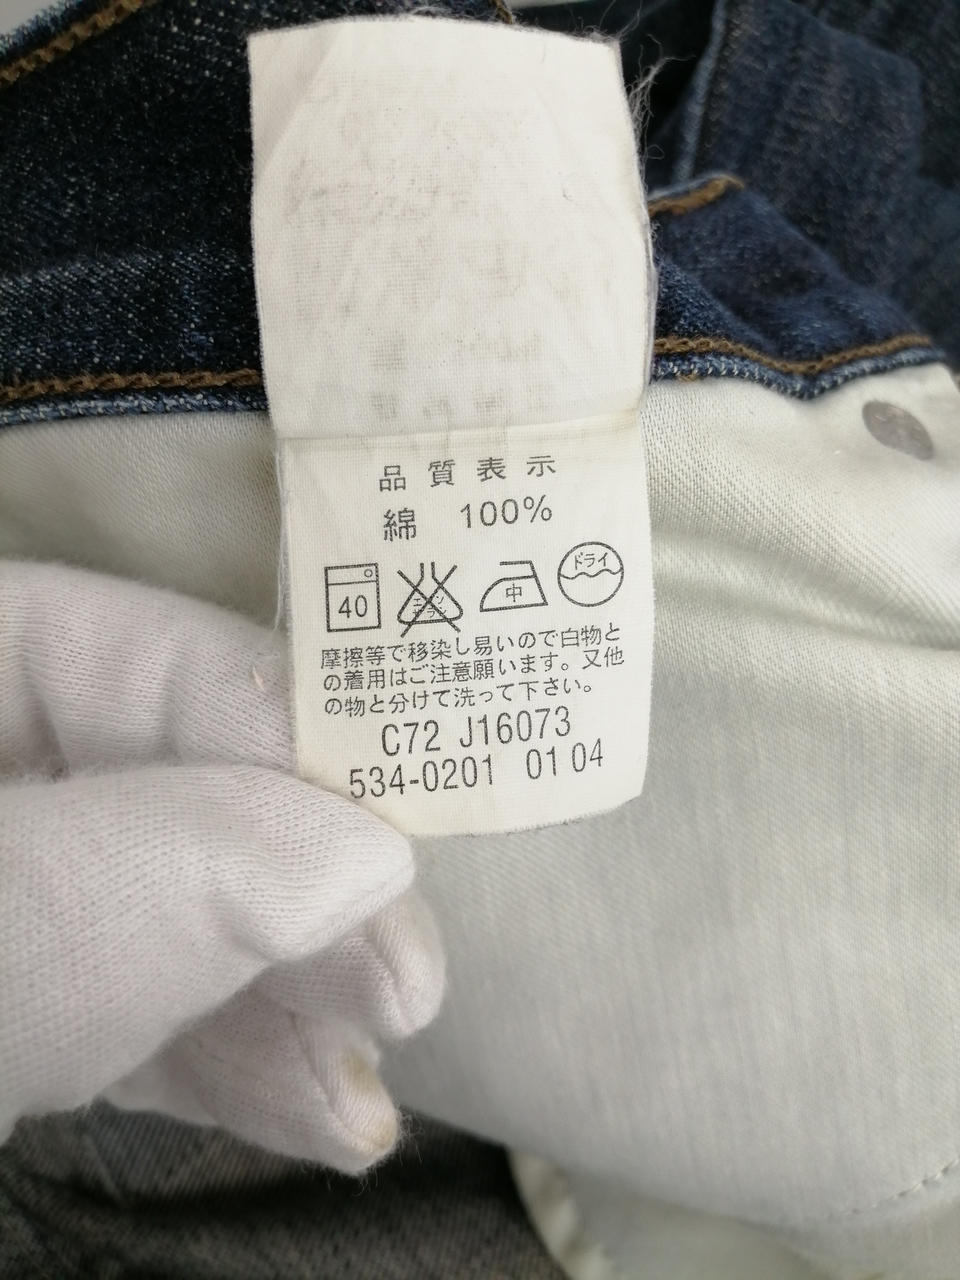 品質表示
綿 100%
40 エンソ サラシ 中 ドライ
摩擦等で移染し易いので白物と
の着用はご注意願います。又他
の物と分けて洗って下さい。
C72 J16073
534-0201 01 04